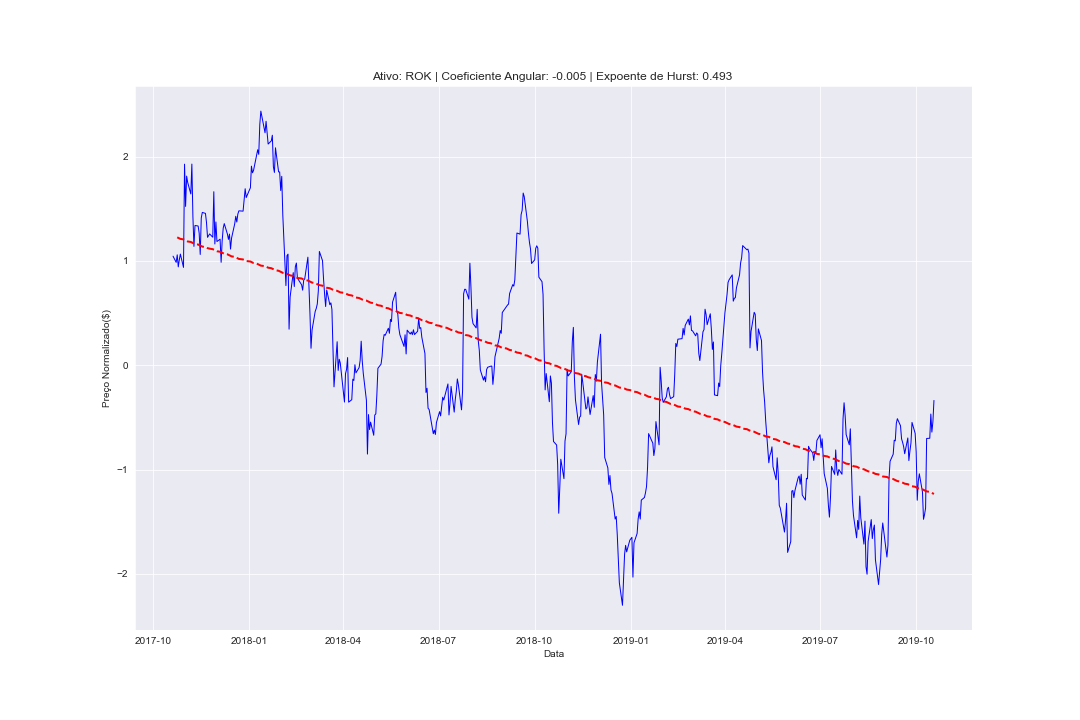 Ativo: ROK | Coeficiente Angular: -0.005 | Expoente de Hurst: 0.493
Preço Normalizado($)
2
1
0
−1
−2
2017-10 2018-01 2018-04 2018-07 2018-10 2019-01 2019-04 2019-07 2019-10
Data